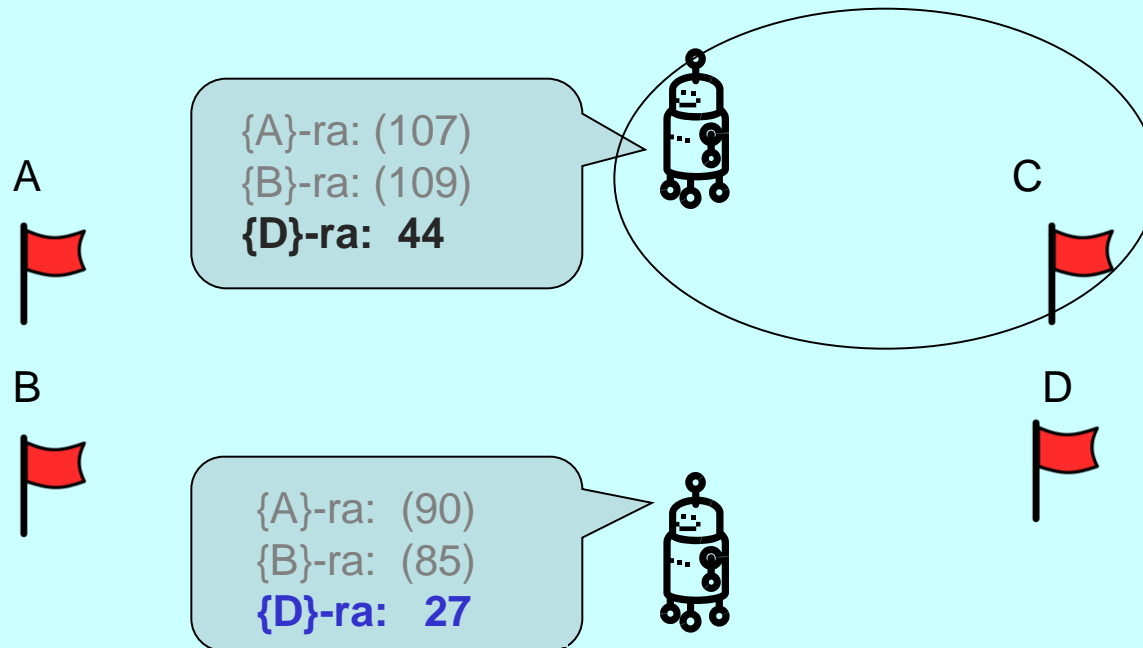 {A}-ra: (107)
{B}-ra: (109)
{D}-ra: 44
A
C
B
D
{A}-ra: (90)
{B}-ra: (85)
{D}-ra: 27